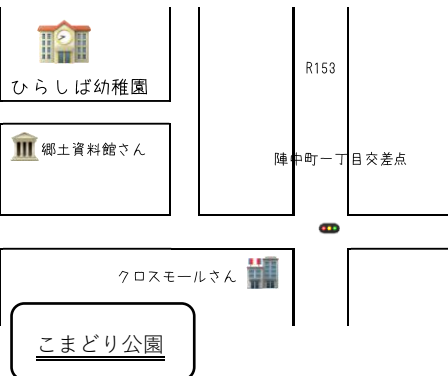 ひらしば幼稚園
R153
郷土資料館さん
陣中町一丁目交差点
クロスモールさん
こまどり公園